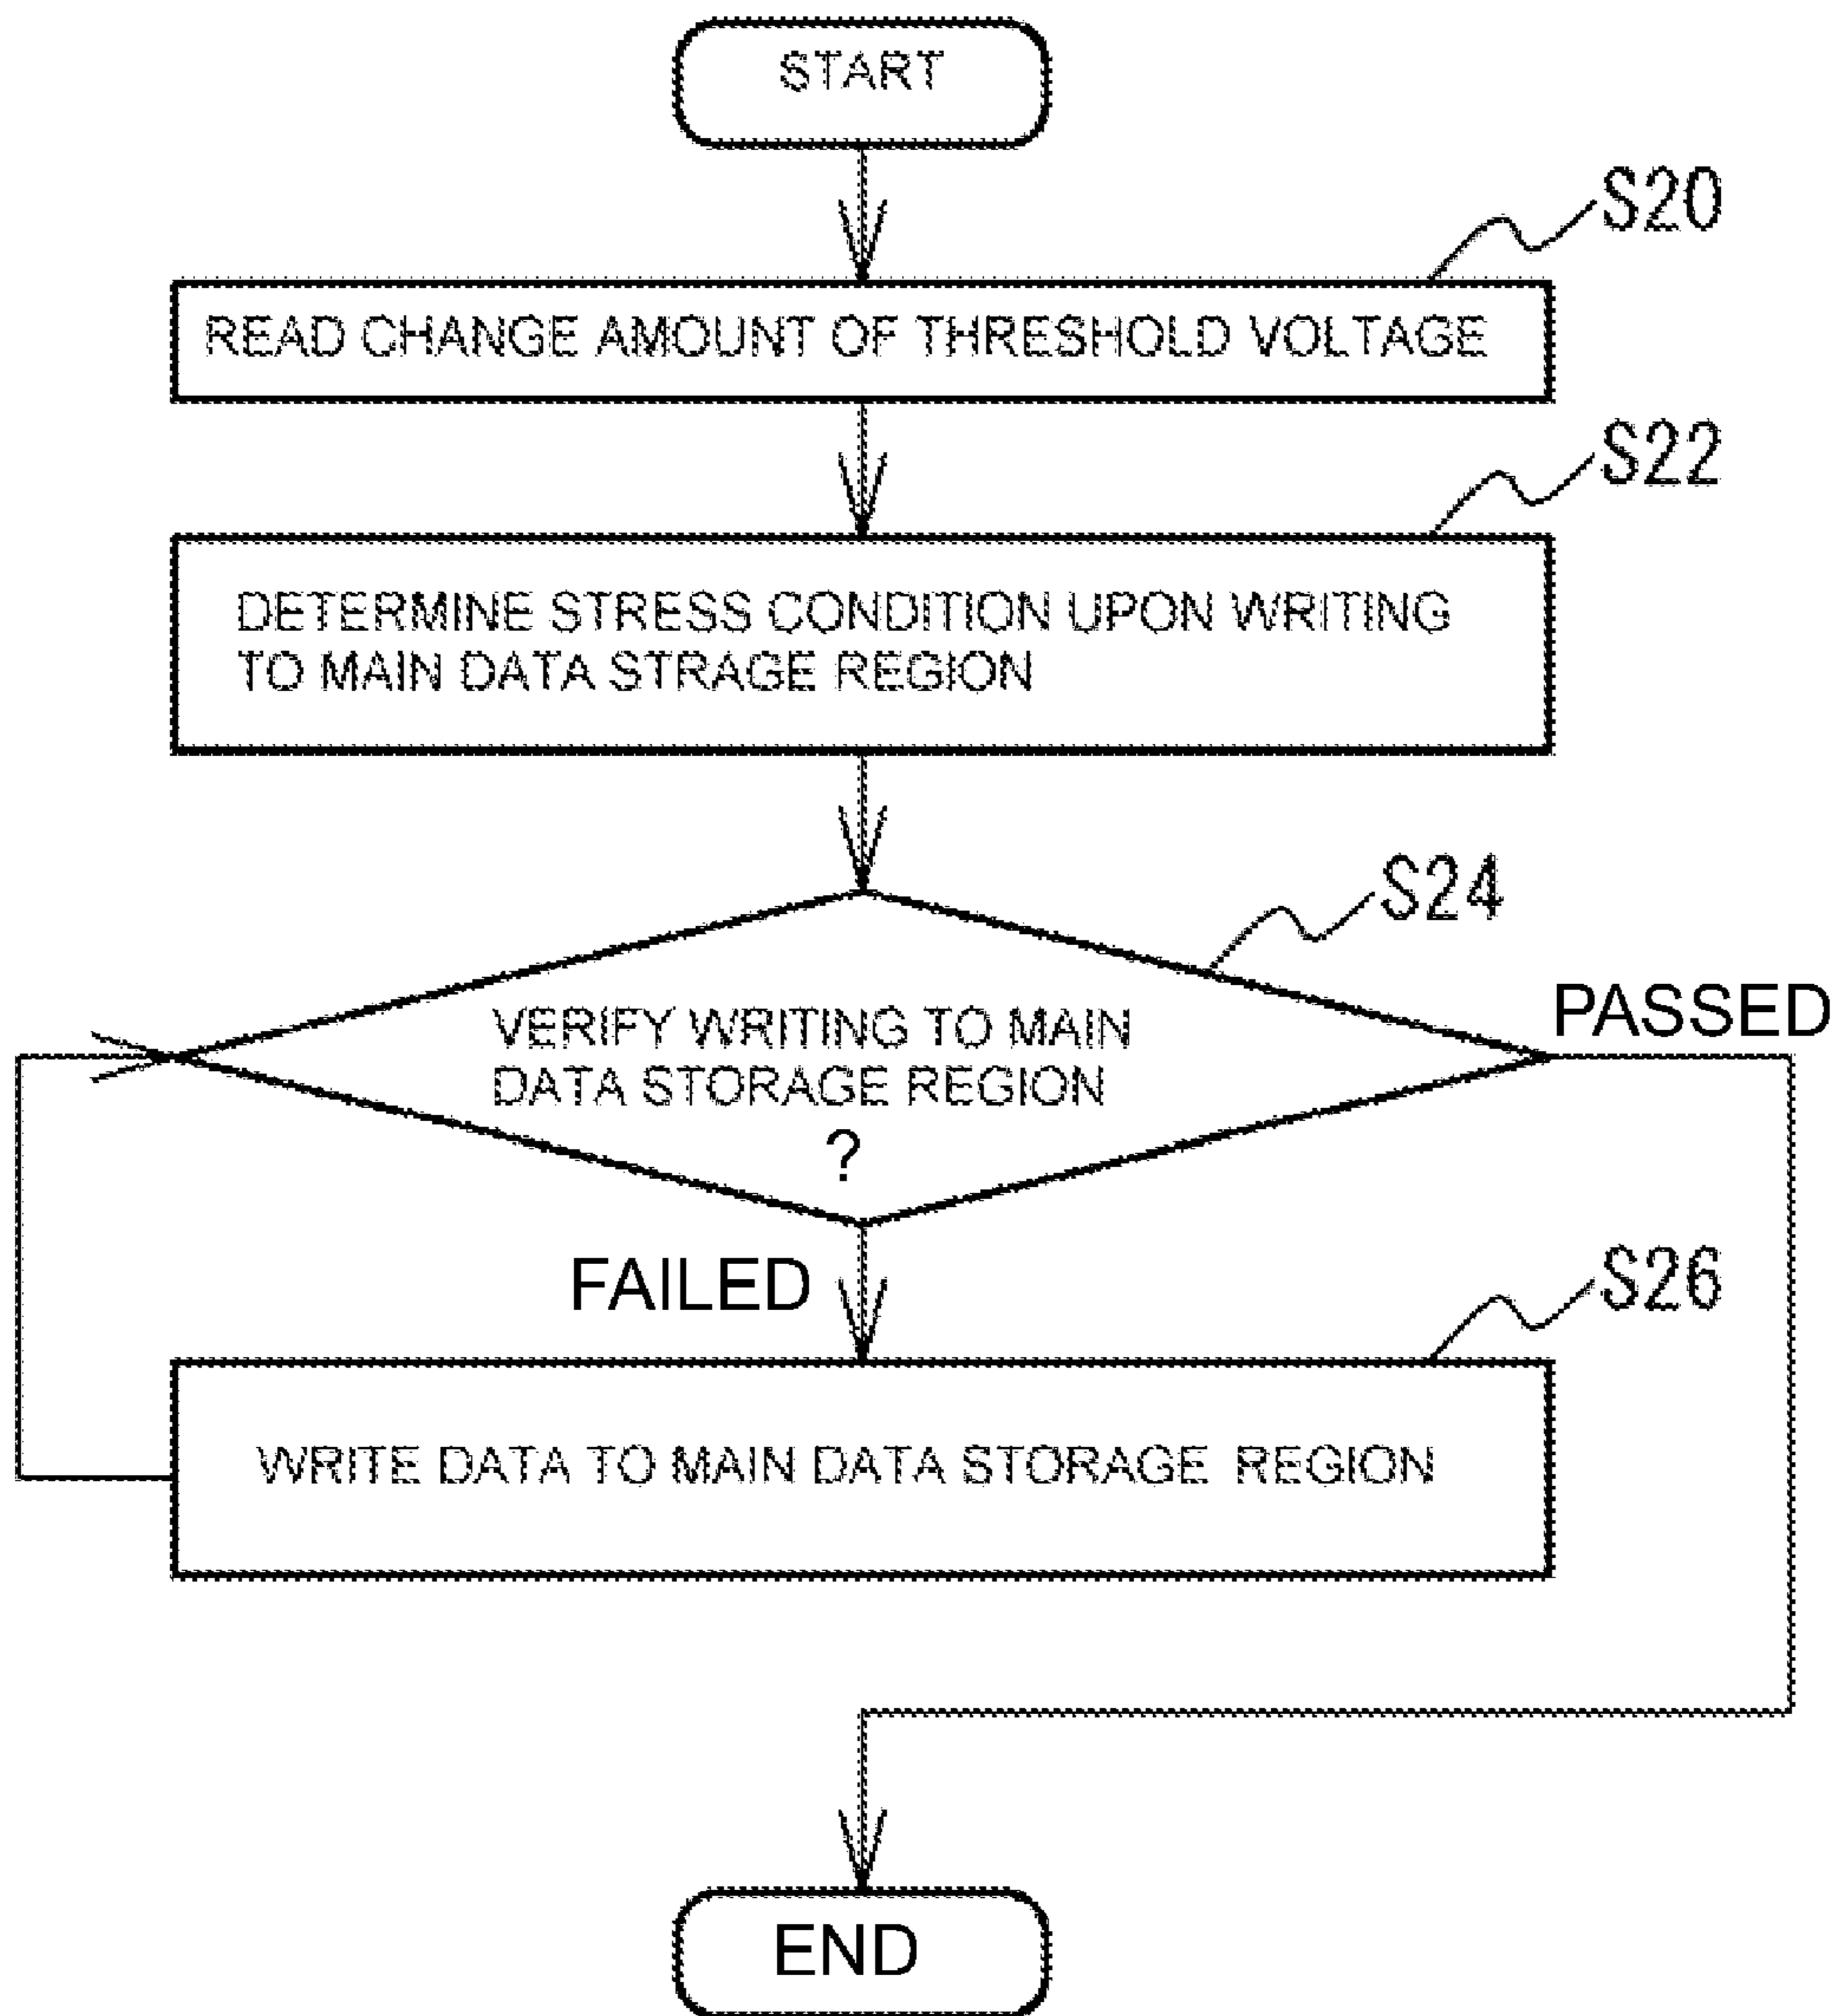 START
S20
READ CHANGE AMOUNT OF THRESHOLD VOLTAGE
S22
DETERMINE STRESS CONDITION UPON WRITING
TO MAIN DATA STRAGE REGION
S24
PASSED
VERIFY WRITING TO MAIN
DATA STORAGE REGION
?
FAILED
S26
WRITE DATA TO MAIN DATA STORAGE REGION
END